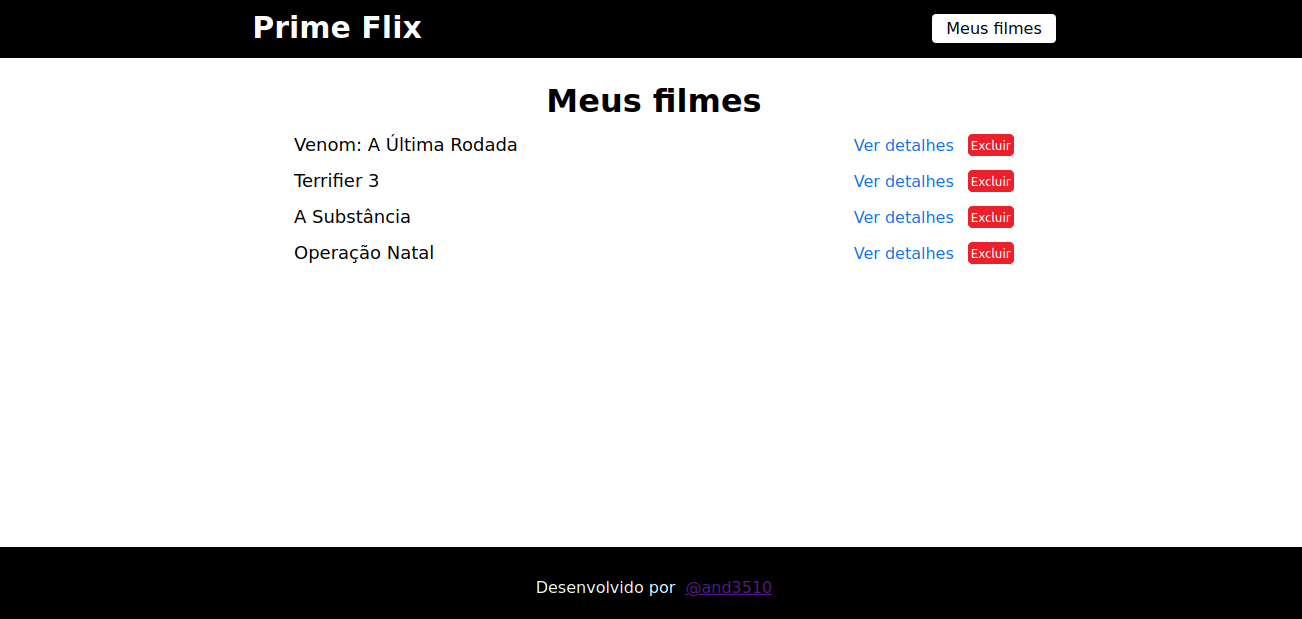 Prime Flix Meus filmes
Meus filmes
Venom: A Última Rodada Ver detalhes Excluir
Terrifier 3 Ver detalhes Excluir
A Substância Ver detalhes Excluir
Operação Natal Ver detalhes Excluir
Desenvolvido por @and3510